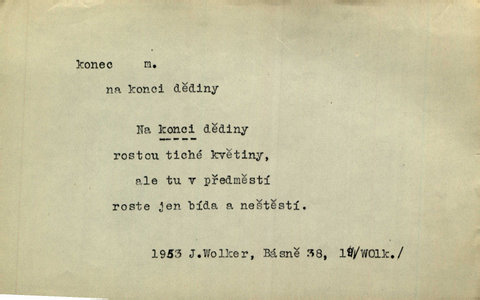 konec m.
na konci dědiny
Na konci dědiny
rostou tiché květiny,
ale tu v předměstí
roste jen bída a neštěstí.
1953 J.Wolker, Básně 38, /Wolk./